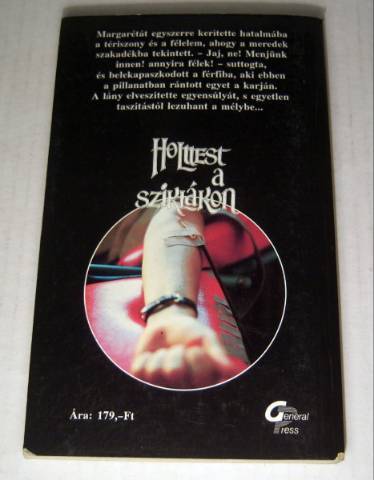 Margarétát egyszerre kerítette hatalmába
a tériszony és a félelem, ahogy a meredek
szakadékba tekintett. – Jaj, ne! Menjünk
innen! annyira félek! – suttogta,
és belekapaszkodott a férfiba, aki ebben
a pillanatban rántott egyet a karján.
A lány elveszítette egyensúlyát, s egyetlen
taszítástól lezuhant a mélybe...
HOLTTEST
a
sziklákon
Ára: 179,–Ft
General
Press